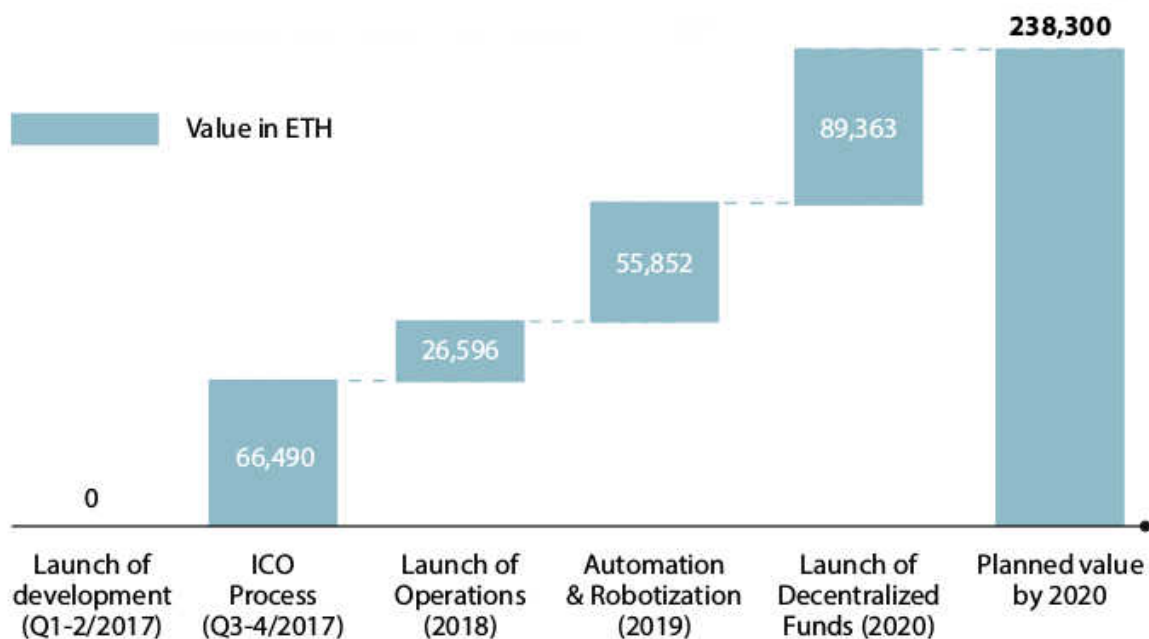 238,300
Value in ETH
89,363
55,852
26,596
66,490
0
Launch of
development
(Q1-2/2017)
ICO
Process
(Q3-4/2017)
Launch of
Operations
(2018)
Automation
& Robotization
(2019)
Launch of
Decentralized
Funds (2020)
Planned value
by 2020